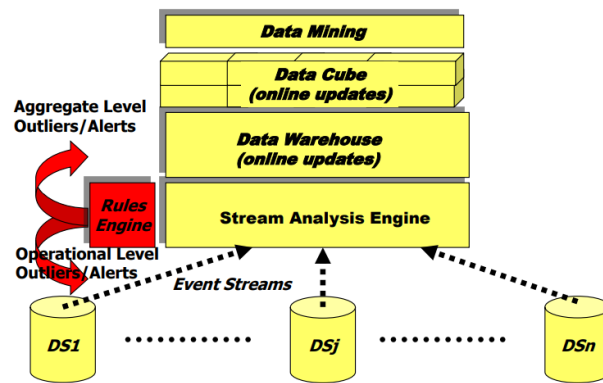 Data Mining
Data Cube
(online updates)
Aggregate Level
Outliers/Alerts
Data Warehouse
(online updates)
Rules
Engine
Stream Analysis Engine
Operational Level
Outliers/Alerts
Event Streams
DS1
DSj
DSn